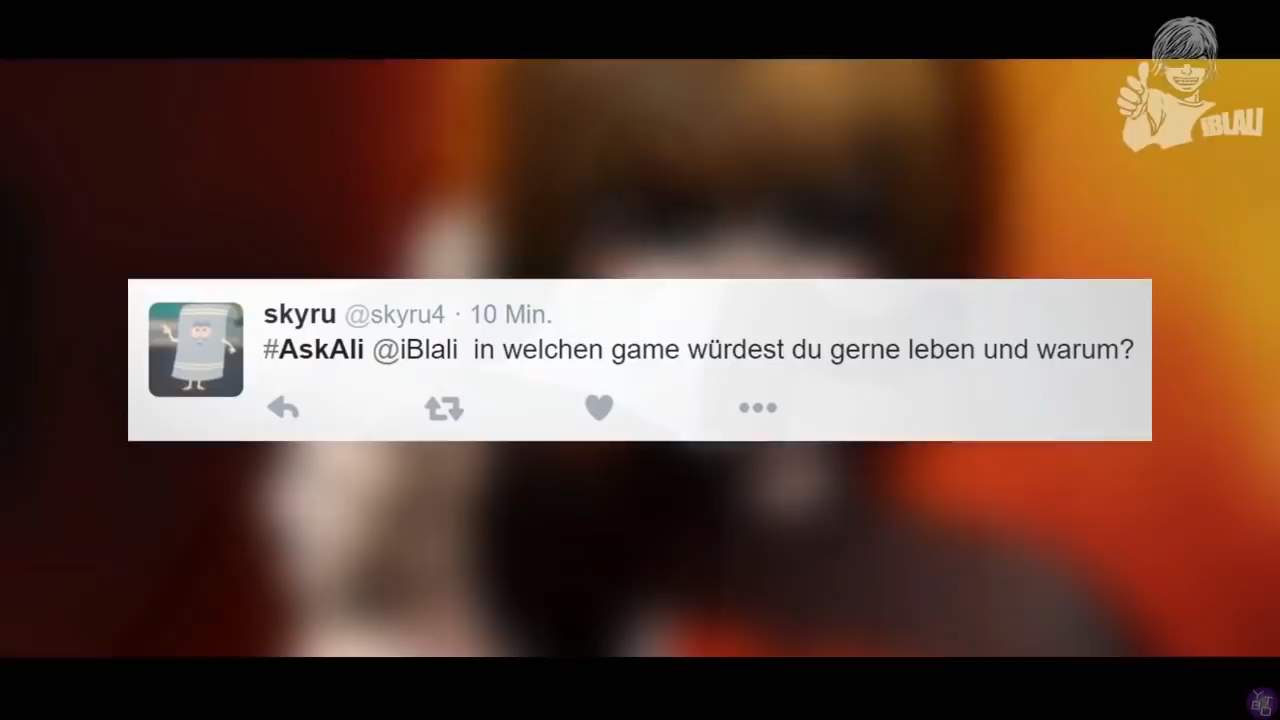 iBLALI
skyru @skyru4 · 10 Min.
#AskAli @iBlali in welchen game würdest du gerne leben und warum?